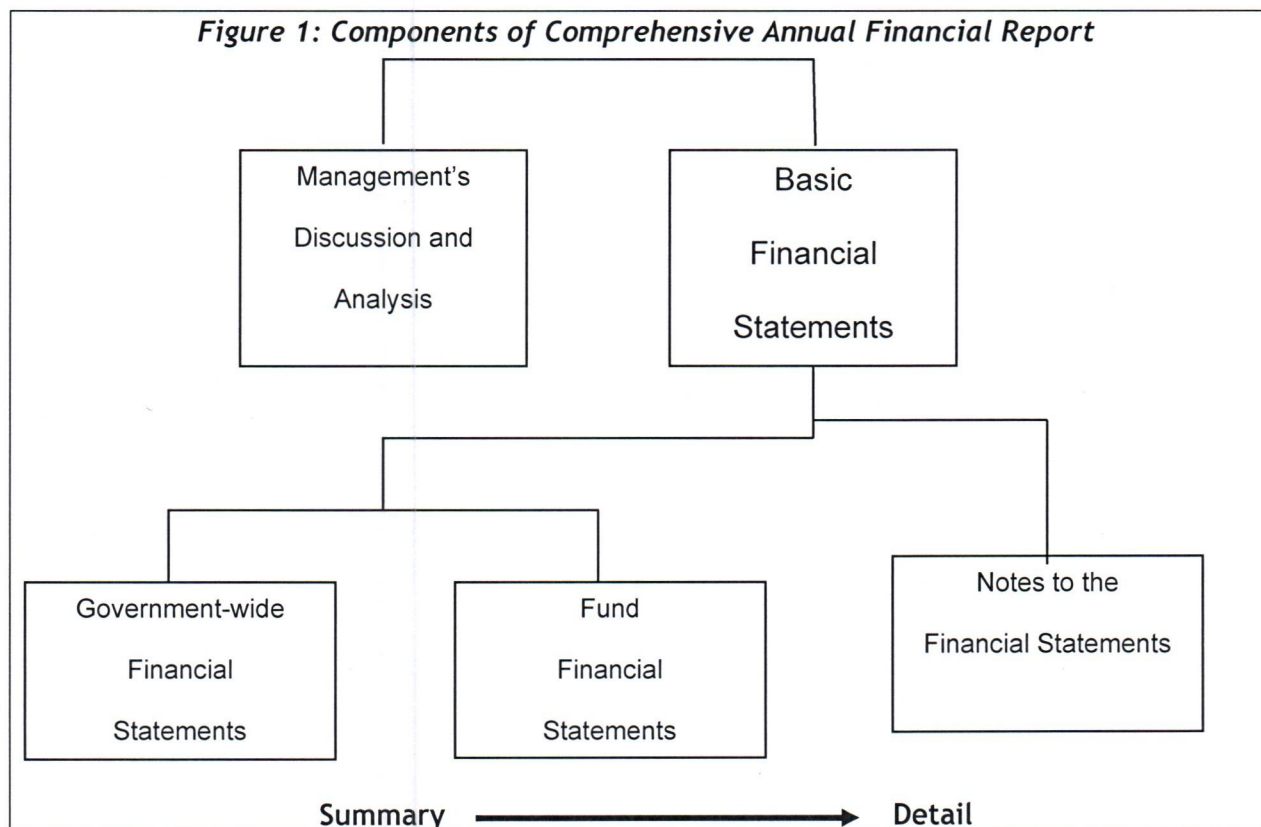 Figure 1: Components of Comprehensive Annual Financial Report
Management's
Discussion and
Analysis
Basic
Financial
Statements
Government-wide
Financial
Statements
Fund
Financial
Statements
Notes to the
Financial Statements
Summary
Detail